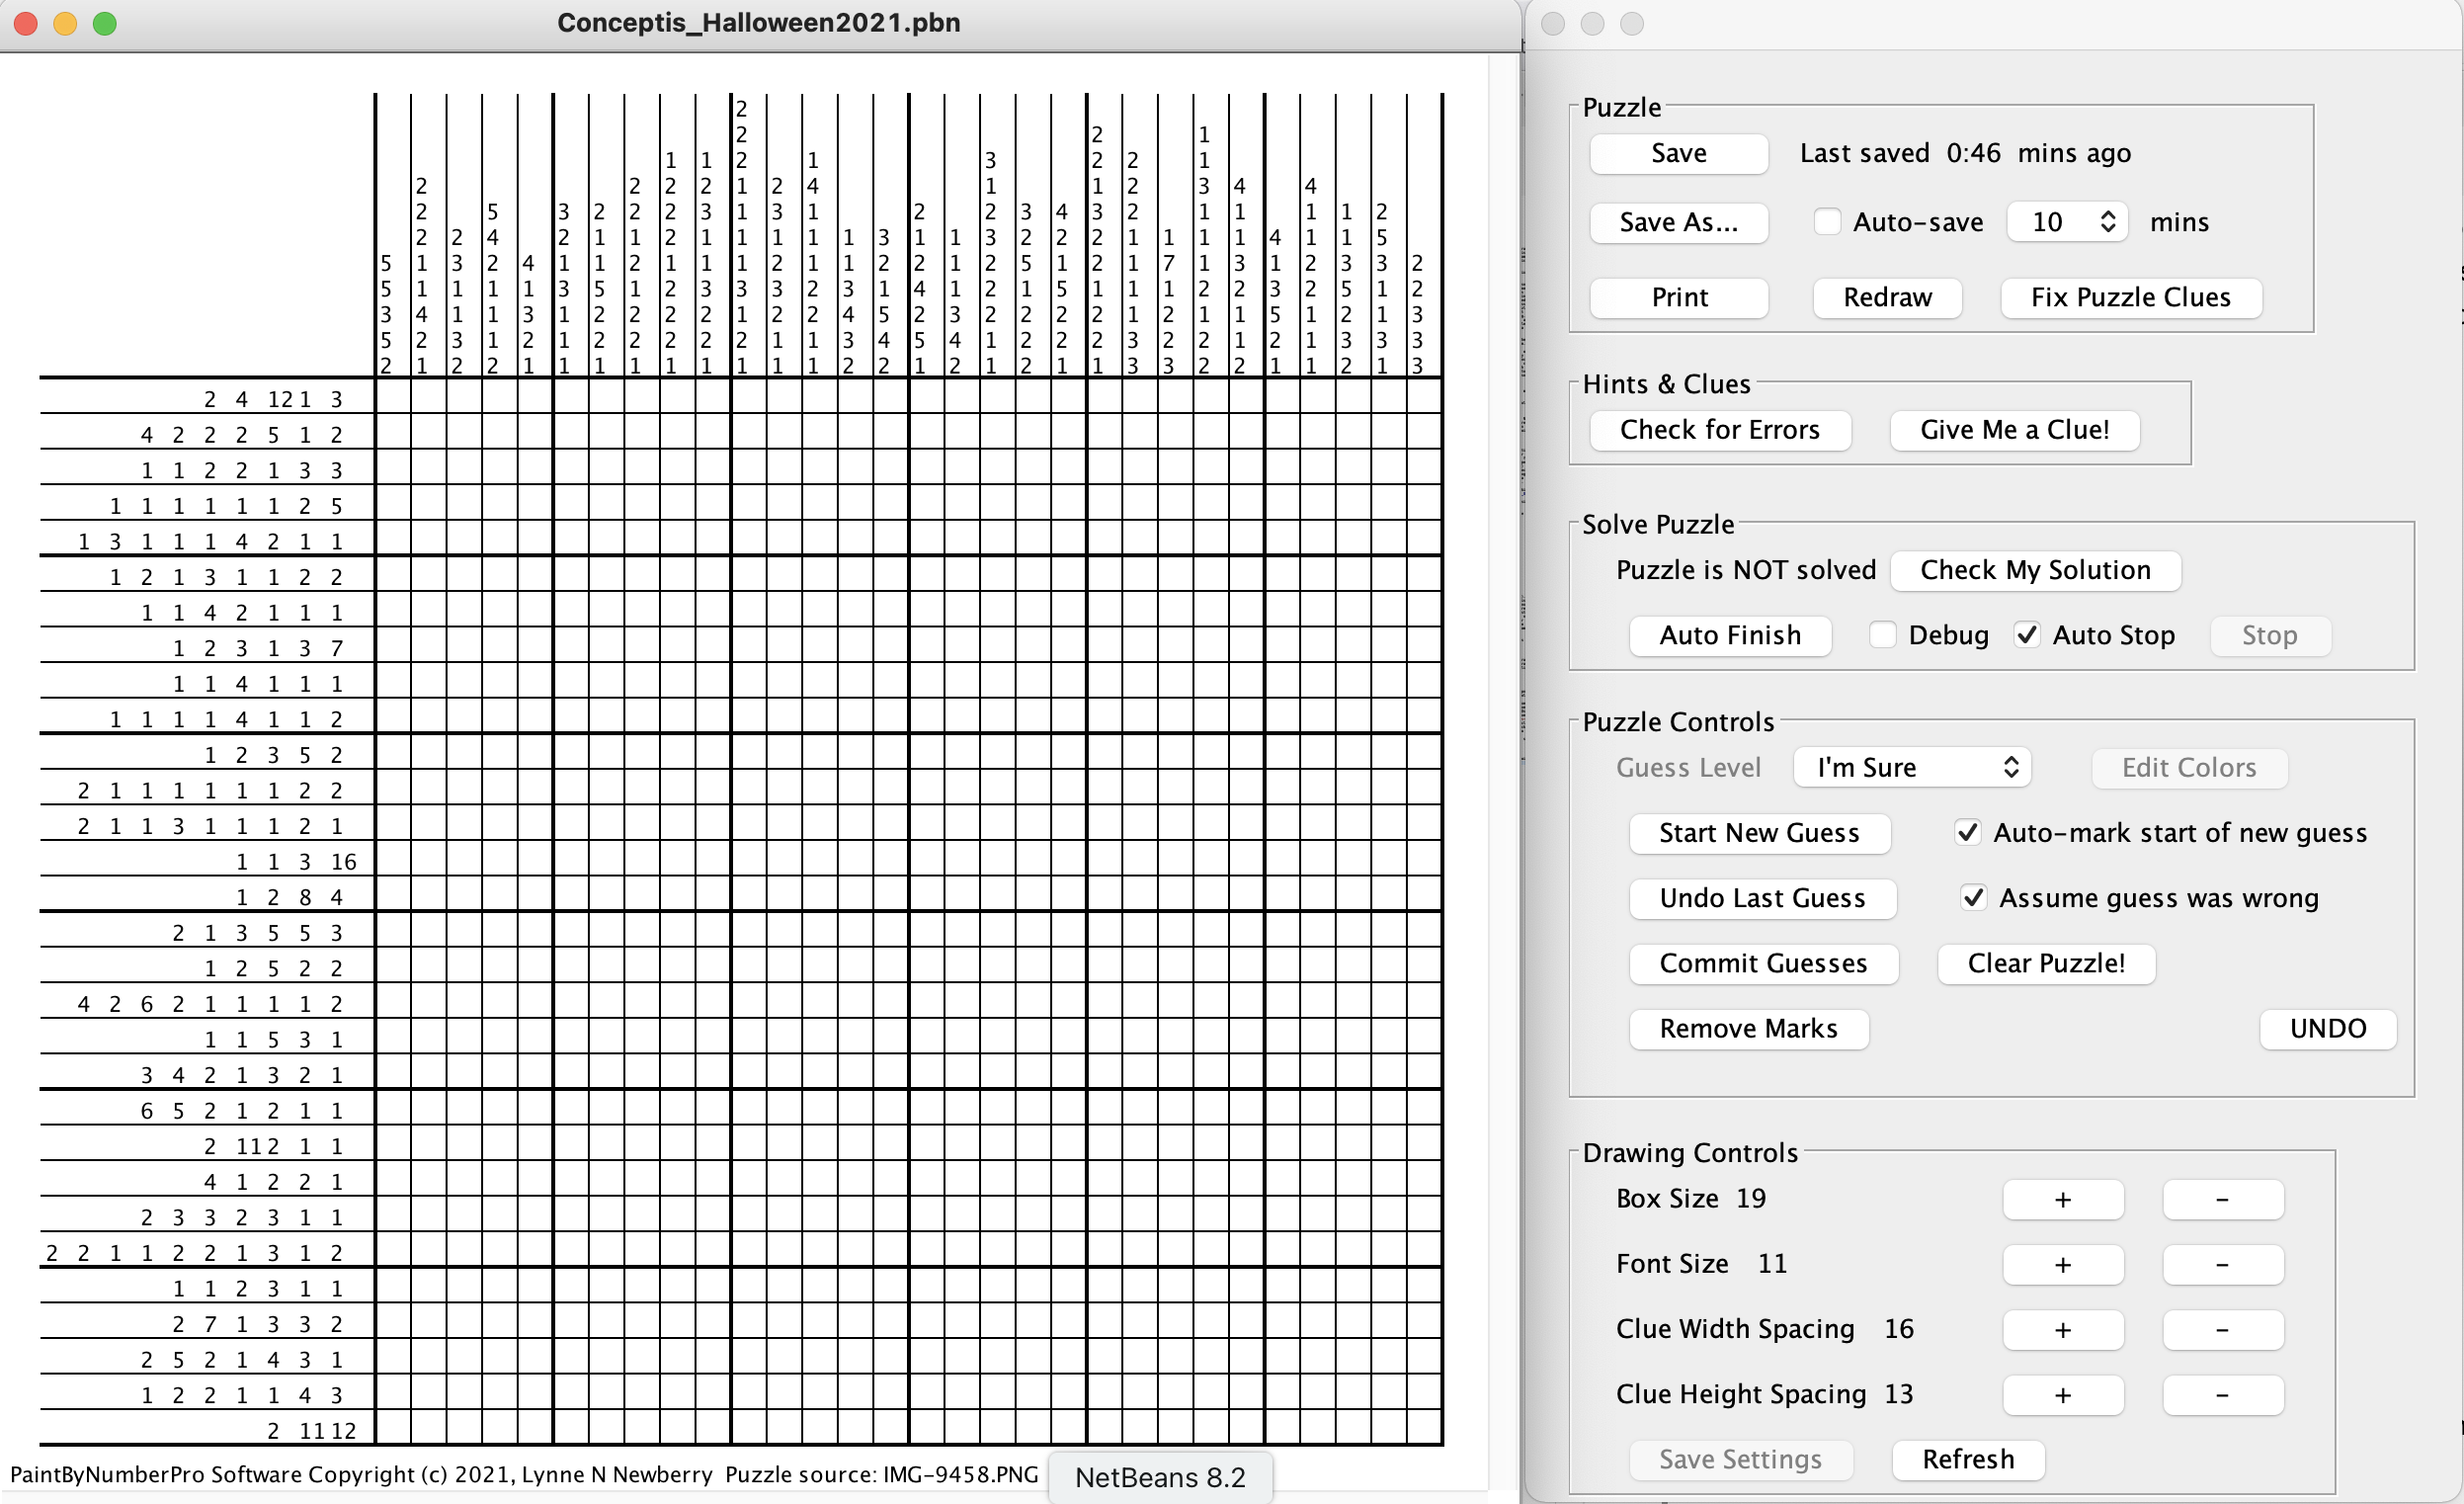 Conceptis_Halloween2021.pbn
2
2 2 1
1 1 2 1 3 2 2 1
2 2 2 2 1 2 4 1 1 2 3 4 4
2 5 3 2 2 2 3 1 3 1 2 2 3 4 3 2 1 1 1 1 2
2 2 4 2 1 1 2 1 1 1 1 1 3 1 1 3 2 2 2 1 1 1 1 4 1 1 5
5 1 3 2 4 1 1 2 1 1 1 2 1 1 2 2 1 2 5 1 2 1 7 1 3 1 2 3 3 2
5 1 1 1 1 3 5 1 2 3 3 3 2 3 1 4 1 2 1 5 1 1 1 2 2 3 2 5 1 2
3 4 1 1 3 1 2 2 2 2 1 2 2 4 5 2 3 2 2 2 2 1 2 1 1 5 1 2 1 3
5 2 3 1 2 1 2 2 2 2 2 1 1 3 4 5 4 1 2 2 2 3 2 2 1 2 1 3 3 3
2 1 2 2 1 1 1 1 1 1 1 1 1 2 2 1 2 1 2 1 1 3 3 2 2 1 1 2 1 3
2 4 12 1 3
4 2 2 2 5 1 2
1 1 2 2 1 3 3
1 1 1 1 1 1 2 5
1 3 1 1 1 4 2 1 1
1 2 1 3 1 1 2 2
1 1 4 2 1 1 1
1 2 3 1 3 7
1 1 4 1 1 1
1 1 1 1 4 1 1 2
1 2 3 5 2
2 1 1 1 1 1 1 2 2
2 1 1 3 1 1 1 2 1
1 1 3 16
1 2 8 4
2 1 3 5 5 3
1 2 5 2 2
4 2 6 2 1 1 1 1 2
1 1 5 3 1
3 4 2 1 3 2 1
6 5 2 1 2 1 1
2 11 2 1 1
4 1 2 2 1
2 3 3 2 3 1 1
2 2 1 1 2 2 1 3 1 2
1 1 2 3 1 1
2 7 1 3 3 2
2 5 2 1 4 3 1
1 2 2 1 1 4 3
2 11 12
PaintByNumberPro Software Copyright (c) 2021, Lynne N Newberry Puzzle source: IMG-9458.PNG
NetBeans 8.2
Puzzle
Save Last saved 0:46 mins ago
Save As... Auto-save 10 mins
Print Redraw Fix Puzzle Clues
Hints & Clues
Check for Errors Give Me a Clue!
Solve Puzzle
Puzzle is NOT solved Check My Solution
Auto Finish Debug Auto Stop Stop
Puzzle Controls
Guess Level I'm Sure Edit Colors
Start New Guess Auto-mark start of new guess
Undo Last Guess Assume guess was wrong
Commit Guesses Clear Puzzle!
Remove Marks UNDO
Drawing Controls
Box Size 19 + -
Font Size 11 + -
Clue Width Spacing 16 + -
Clue Height Spacing 13 + -
Save Settings Refresh